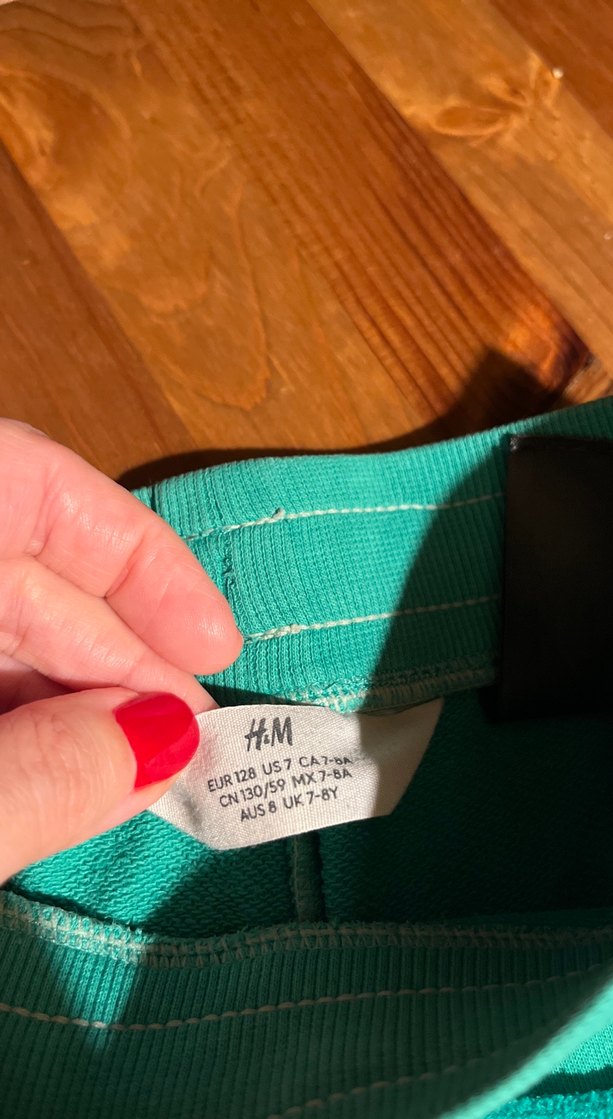 H&M
EUR 128 US 7 CA 7-8A
CN 130/59 MX 7-8A
AUS 8 UK 7-8Y